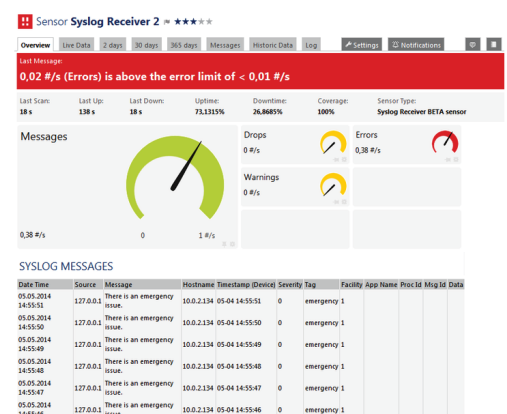 Sensor Syslog Receiver 2
Overview Live Data 2 days 30 days 365 days Messages Historic Data Log Settings Notifications
Last Message:
0,02 #/s (Errors) is above the error limit of < 0,01 #/s
Last Scan: Last Up: Last Down: Uptime: Downtime: Coverage: Sensor Type:
18 s 138 s 18 s 73,1315% 26,8685% 100% Syslog Receiver BETA sensor
Messages
0,38 #/s 0 1 #/s
Drops
0 #/s
Errors
0,38 #/s
Warnings
0 #/s
SYSLOG MESSAGES
Date Time Source Message Hostname Timestamp (Device) Severity Tag Facility App Name Proc Id Msg Id Data
05.05.2014
14:55:51 127.0.0.1 There is an emergency issue. 10.0.2.134 05-04 14:55:51 0 emergency 1
05.05.2014
14:55:50 127.0.0.1 There is an emergency issue. 10.0.2.134 05-04 14:55:50 0 emergency 1
05.05.2014
14:55:49 127.0.0.1 There is an emergency issue. 10.0.2.134 05-04 14:55:49 0 emergency 1
05.05.2014
14:55:48 127.0.0.1 There is an emergency issue. 10.0.2.134 05-04 14:55:48 0 emergency 1
05.05.2014
14:55:47 127.0.0.1 There is an emergency issue. 10.0.2.134 05-04 14:55:47 0 emergency 1
05.05.2014
14:55:46 127.0.0.1 There is an emergency issue. 10.0.2.134 05-04 14:55:46 0 emergency 1